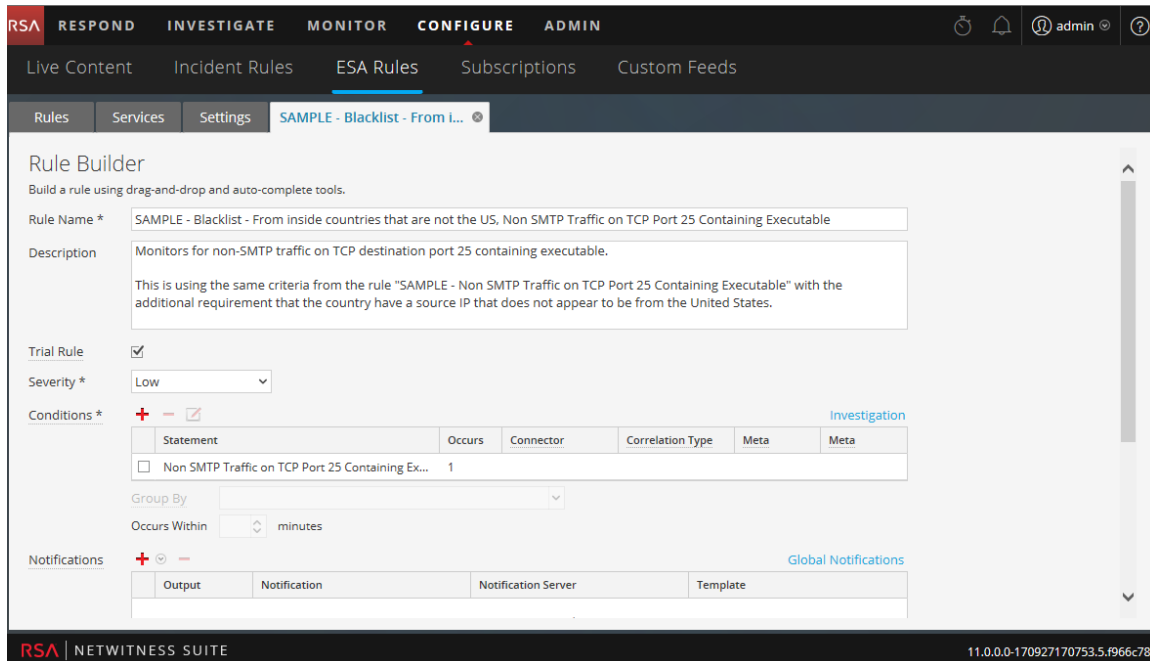 RSA RESPOND INVESTIGATE MONITOR CONFIGURE ADMIN admin
Live Content Incident Rules ESA Rules Subscriptions Custom Feeds
Rules Services Settings SAMPLE - Blacklist - From i...
Rule Builder
Build a rule using drag-and-drop and auto-complete tools.
Rule Name * SAMPLE - Blacklist - From inside countries that are not the US, Non SMTP Traffic on TCP Port 25 Containing Executable
Description Monitors for non-SMTP traffic on TCP destination port 25 containing executable.
This is using the same criteria from the rule "SAMPLE - Non SMTP Traffic on TCP Port 25 Containing Executable" with the
additional requirement that the country have a source IP that does not appear to be from the United States.
Trial Rule
Severity * Low
Conditions * Investigation
Statement Occurs Connector Correlation Type Meta Meta
Non SMTP Traffic on TCP Port 25 Containing Ex... 1
Group By
Occurs Within minutes
Notifications Global Notifications
Output Notification Notification Server Template
RSA | NETWITNESS SUITE 11.0.0.0-170927170753.5.f966c78